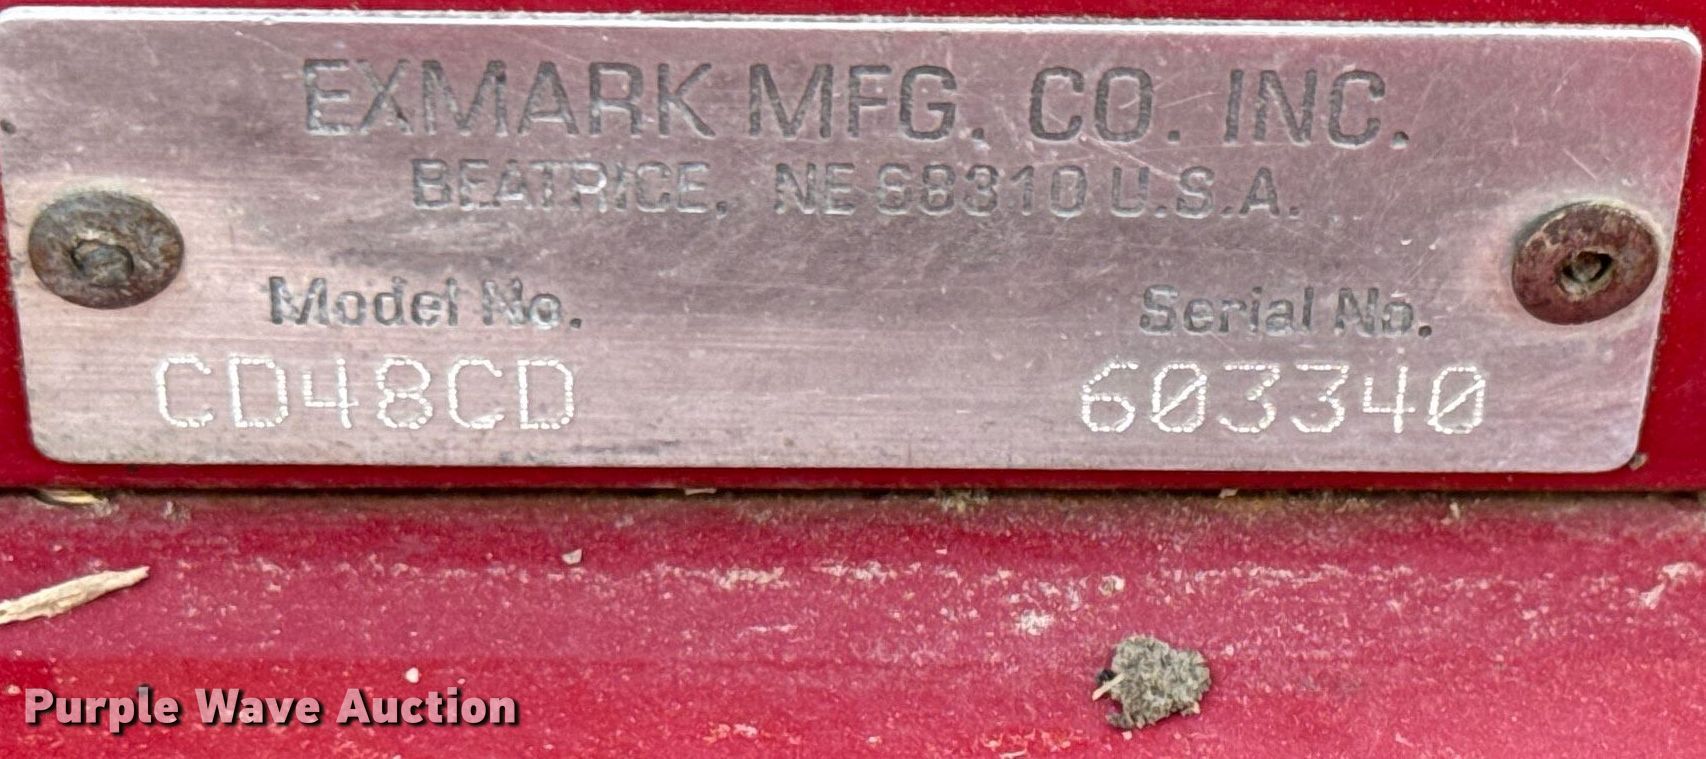 EXMARK MFG. CO. INC.
BEATRICE, NE 68310 U.S.A.
Model No. Serial No.
CD48CD 603340
Purple Wave Auction